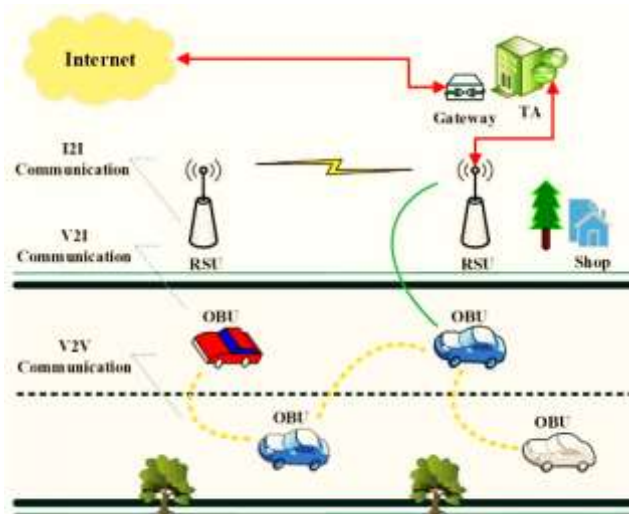 Internet
Gateway
TA
I2I
Communication
RSU
RSU
Shop
V2I
Communication
OBU
OBU
V2V
Communication
OBU
OBU